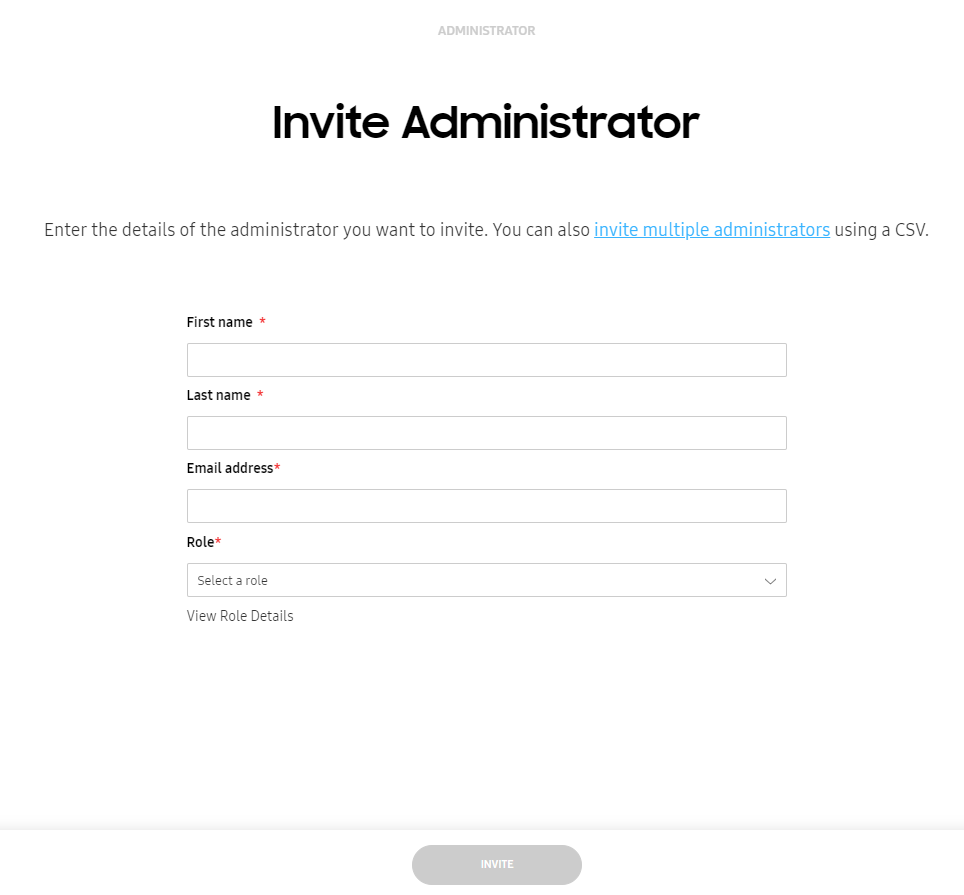 ADMINISTRATOR
Invite Administrator
Enter the details of the administrator you want to invite. You can also invite multiple administrators using a CSV.
First name *
Last name *
Email address*
Role*
Select a role
View Role Details
INVITE